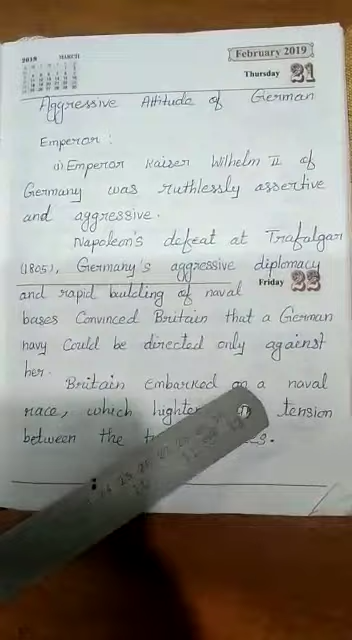 2019 MARCH
February 2019
Thursday 21
Aggressive Attitude of German
Emperor :
(i) Emperor Kaiser Wilhelm II of
Germany was ruthlessly assertive
and aggressive.
Napoleon's defeat at Trafalgar
(1805), Germany's aggressive diplomacy
Friday 22
and rapid building of naval
bases Convinced Britain that a German
navy Could be directed only against
her.
Britain Embarked on a naval
race, which tension
between the